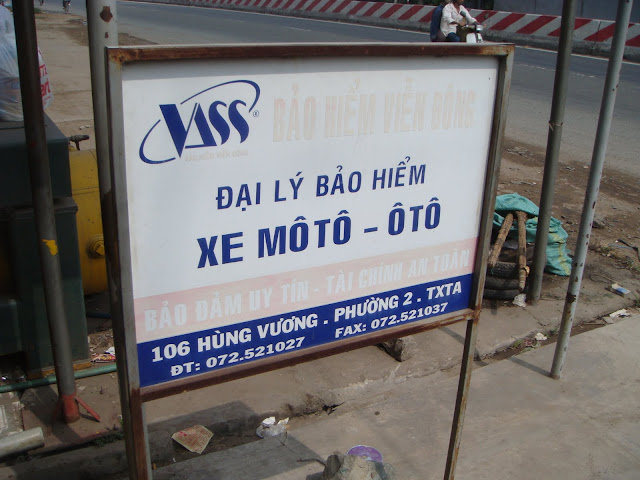 VASS®
BẢO HIỂM VIỄN ĐÔNG
ĐẠI LÝ BẢO HIỂM
XE MÔTÔ - ÔTÔ
BẢO ĐẢM UY TÍN - TÀI CHÍNH AN TOÀN
106 HÙNG VƯƠNG . PHƯỜNG 2 . TXTA
ĐT: 072.521027 FAX: 072.521037